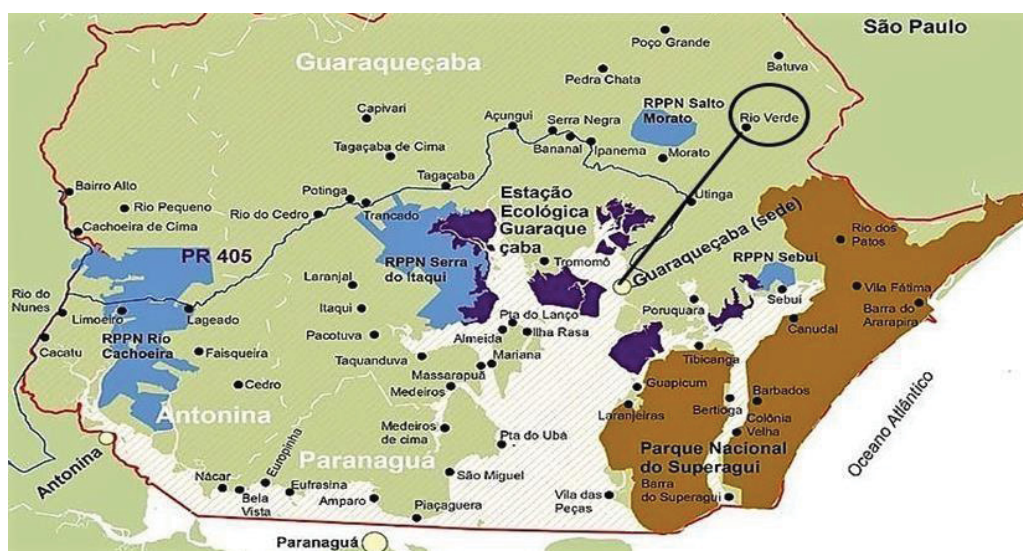 São Paulo
Poço Grande
Guaraqueçaba
Batuva
Pedra Chata
RPPN Salto
Morato
Rio Verde
Capivari
Açungui
Serra Negra
Bananal
Ipanema
Morato
Tagaçaba de Cima
Tagaçaba
Bairro Alto
Rio Pequeno
Potinga
Trancado
Rio do Cedro
Cachoeira de Cima
Utinga
Estação
Ecológica
Guaraque
çaba
Guaraqueçaba (sede)
Rio dos
Patos
PR 405
RPPN Serra
do Itaqui
Tromomô
RPPN Sebui
Sebui
Vila Fátima
Barra do
Ararapira
Laranjal
Itaqui
Rio do
Nunes
Limoeiro
Lageado
RPPN Rio
Cachoeira
Pacotuva
Almeida
Pta do Lanço
Ilha Rasa
Poruquara
Canudal
Cacatu
Faisqueira
Taquanduva
Mariana
Massarapuã
Tibicanga
Cedro
Medeiros
Guapicum
Laranjeiras
Bertioga
Barbados
Colônia
Velha
Antonina
Medeiros
de cima
Pta do Ubá
Parque Nacional
do Superagui
Oceano Atlântico
Antonina
Paranaguá
São Miguel
Nácar
Bela
Vista
Europinha
Eufrasina
Amparo
Piaçaguera
Vila das
Peças
Barra
do Superagui
Paranaguá